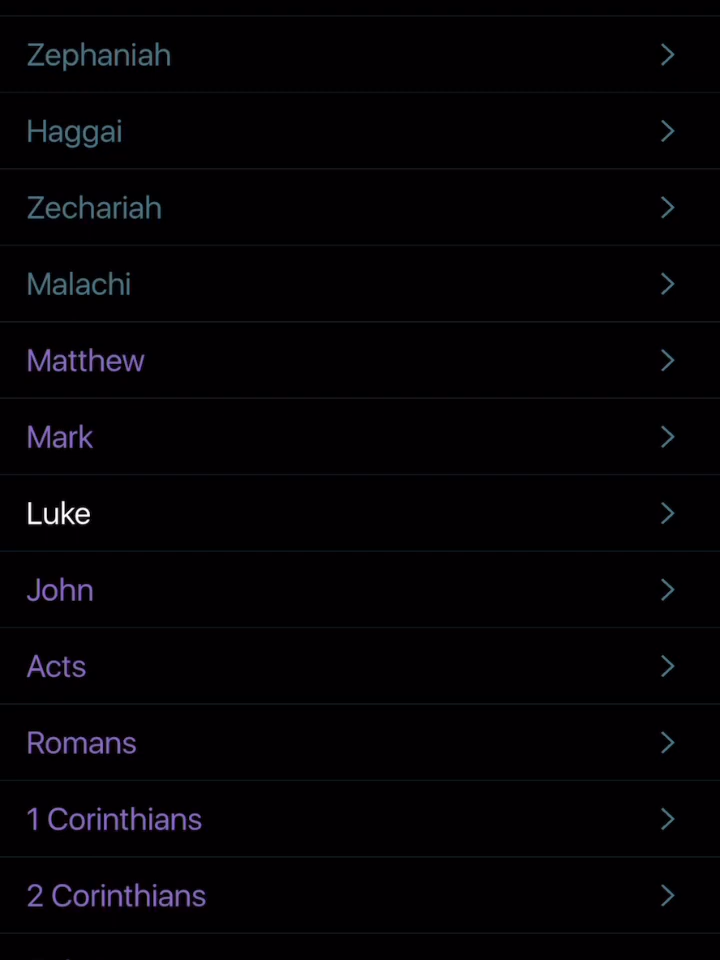 Zephaniah
Haggai
Zechariah
Malachi
Matthew
Mark
Luke
John
Acts
Romans
1 Corinthians
2 Corinthians